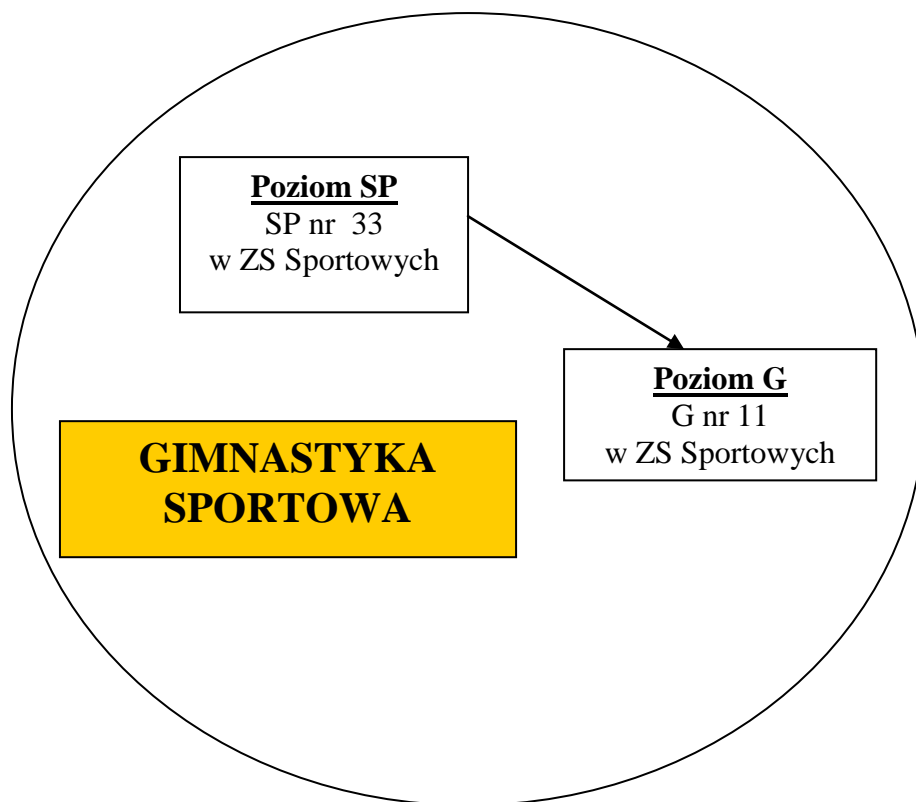 Poziom SP
SP nr 33
w ZS Sportowych
Poziom G
G nr 11
w ZS Sportowych
GIMNASTYKA
SPORTOWA